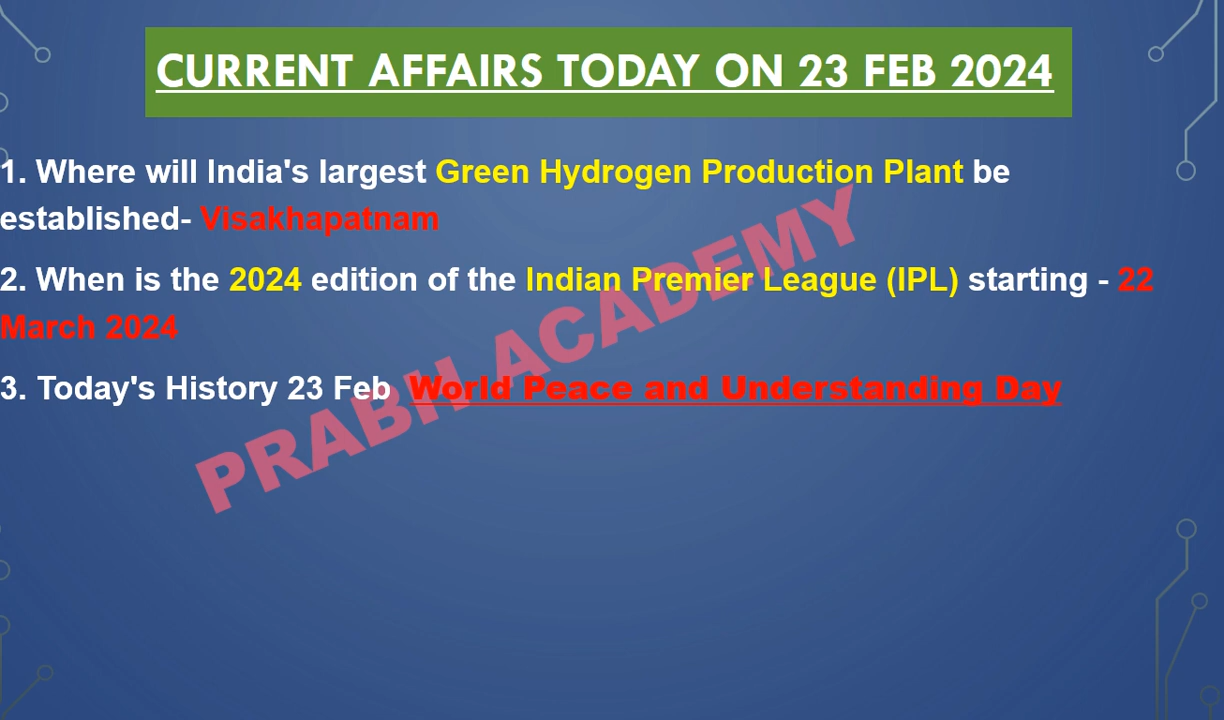 CURRENT AFFAIRS TODAY ON 23 FEB 2024
1. Where will India's largest Green Hydrogen Production Plant be
established- Visakhapatnam
2. When is the 2024 edition of the Indian Premier League (IPL) starting - 22
March 2024
3. Today's History 23 Feb World Peace and Understanding Day
PRABH ACADEMY